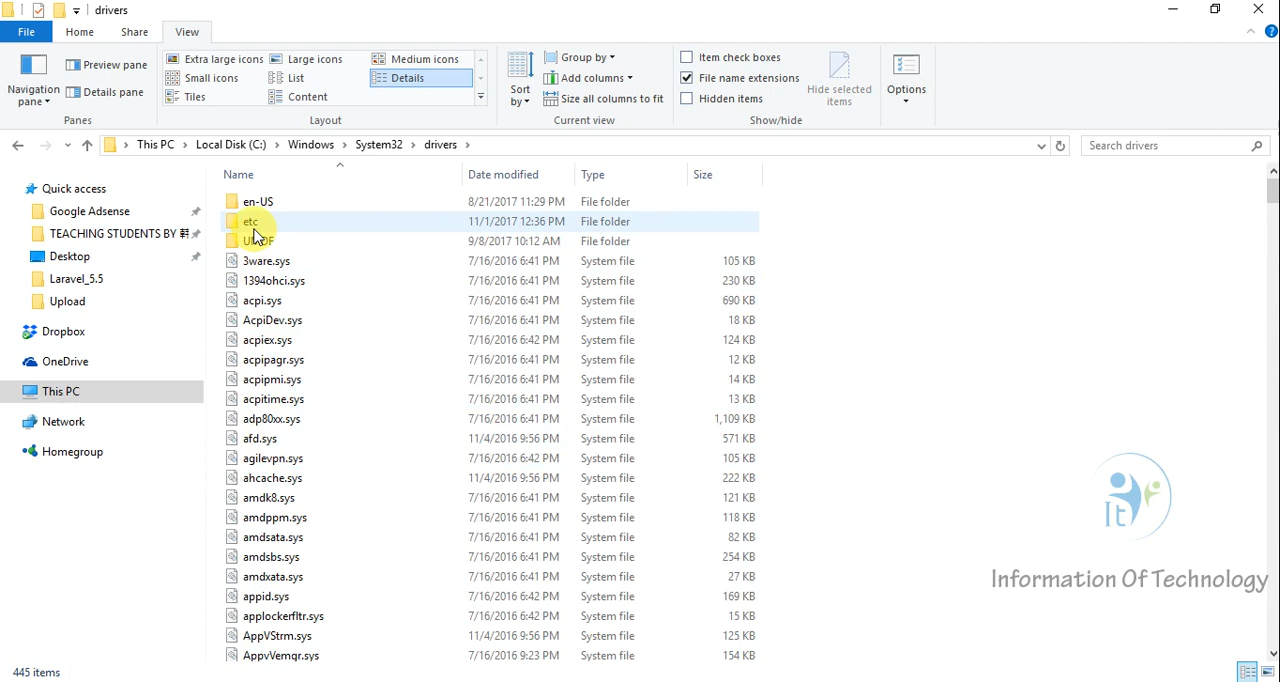 drivers
File Home Share View
Navigation pane
Preview pane
Details pane
Panes
Extra large icons Large icons Medium icons
Small icons List Details
Tiles Content
Layout
Sort by
Group by
Add columns
Size all columns to fit
Current view
Item check boxes
File name extensions
Hidden items
Hide selected items
Show/hide
Options
This PC Local Disk (C:) Windows System32 drivers
Search drivers
Quick access
Google Adsense
TEACHING STUDENTS BY
Desktop
Laravel_5.5
Upload
Dropbox
OneDrive
This PC
Network
Homegroup
Name Date modified Type Size
en-US 8/21/2017 11:29 PM File folder
etc 11/1/2017 12:36 PM File folder
9/8/2017 10:12 AM File folder
3ware.sys 7/16/2016 6:41 PM System file 105 KB
1394ohci.sys 7/16/2016 6:41 PM System file 230 KB
acpi.sys 7/16/2016 6:41 PM System file 690 KB
AcpiDev.sys 7/16/2016 6:41 PM System file 18 KB
acpiex.sys 7/16/2016 6:42 PM System file 124 KB
acpipagr.sys 7/16/2016 6:41 PM System file 12 KB
acpipmi.sys 7/16/2016 6:41 PM System file 14 KB
acpitime.sys 7/16/2016 6:41 PM System file 13 KB
adp80xx.sys 7/16/2016 6:41 PM System file 1,109 KB
afd.sys 11/4/2016 9:56 PM System file 571 KB
agilevpn.sys 7/16/2016 6:42 PM System file 105 KB
ahcache.sys 11/4/2016 9:56 PM System file 222 KB
amdk8.sys 7/16/2016 6:41 PM System file 121 KB
amdppm.sys 7/16/2016 6:41 PM System file 118 KB
amdsata.sys 7/16/2016 6:41 PM System file 82 KB
amdsbs.sys 7/16/2016 6:41 PM System file 254 KB
amdxata.sys 7/16/2016 6:41 PM System file 27 KB
appid.sys 7/16/2016 6:42 PM System file 169 KB
applockerfltr.sys 7/16/2016 6:42 PM System file 15 KB
AppVStrm.sys 11/4/2016 9:56 PM System file 125 KB
AppvVemgr.sys 7/16/2016 9:23 PM System file 154 KB
It
Information Of Technology
445 items